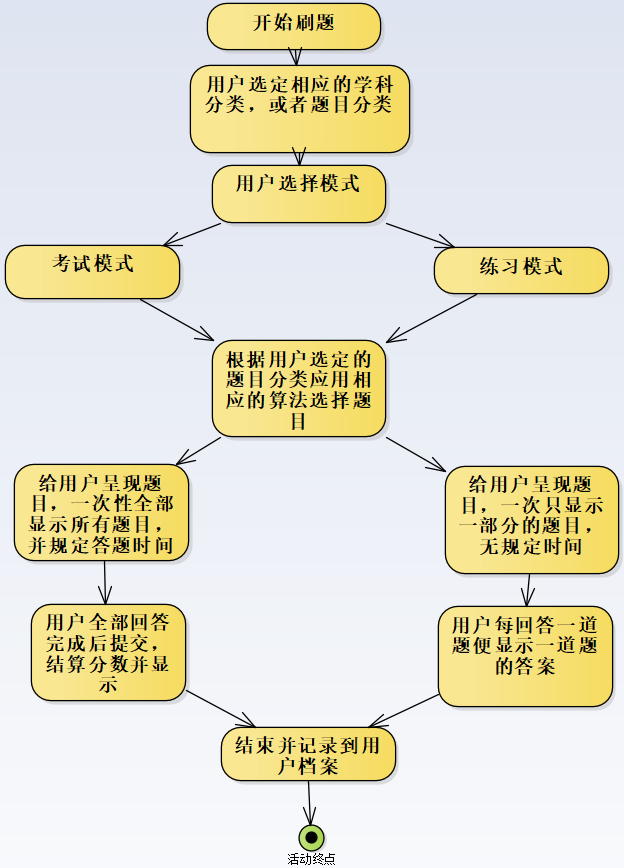 开始刷题
用户选定相应的学科
分类，或者题目分类
用户选择模式
考试模式
练习模式
根据用户选定的
题目分类应用相
应的算法选择题
目
给用户呈现题
目，一次性全部
显示所有题目，
并规定答题时间
给用户呈现题
目，一次只显示
一部分的题目，
无规定时间
用户全部回答
完成后提交，
结算分数并显
示
用户每回答一道
题便显示一道题
的答案
结束并记录到用
户档案
活动终点